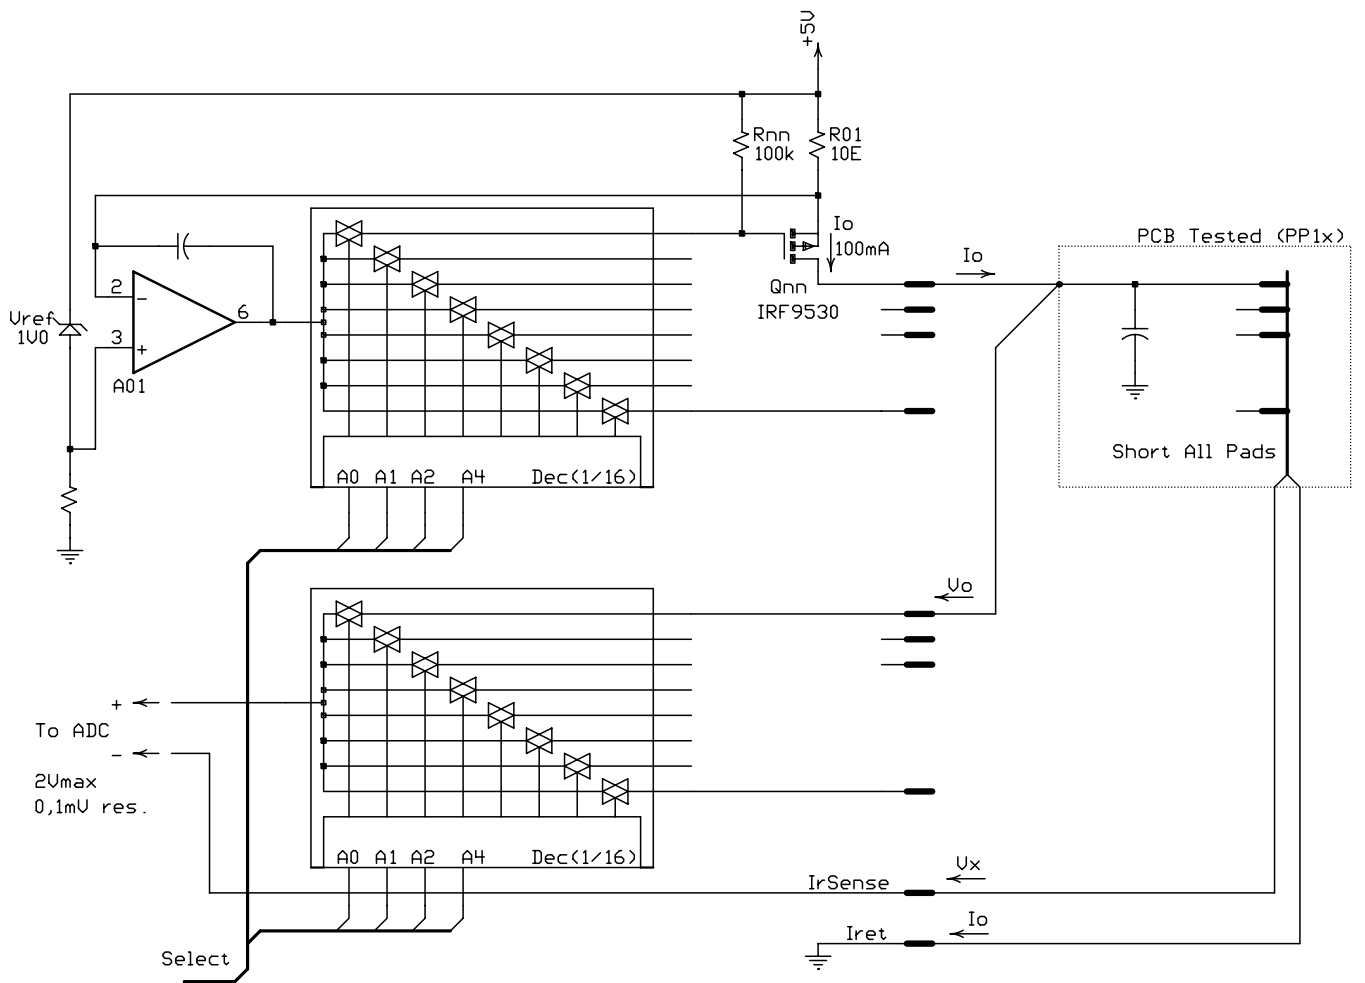 +5V
Rnn
100k
R01
10E
Io
100mA
Qnn
IRF9530
Io
PCB Tested (PP1x)
2
6
Vref
1V0
3
A01
A0 A1 A2 A4 Dec(1/16)
Short All Pads
Vo
+
To ADC
-
2Vmax
0,1mV res.
A0 A1 A2 A4 Dec(1/16)
Vx
IrSense
Io
Iret
Select